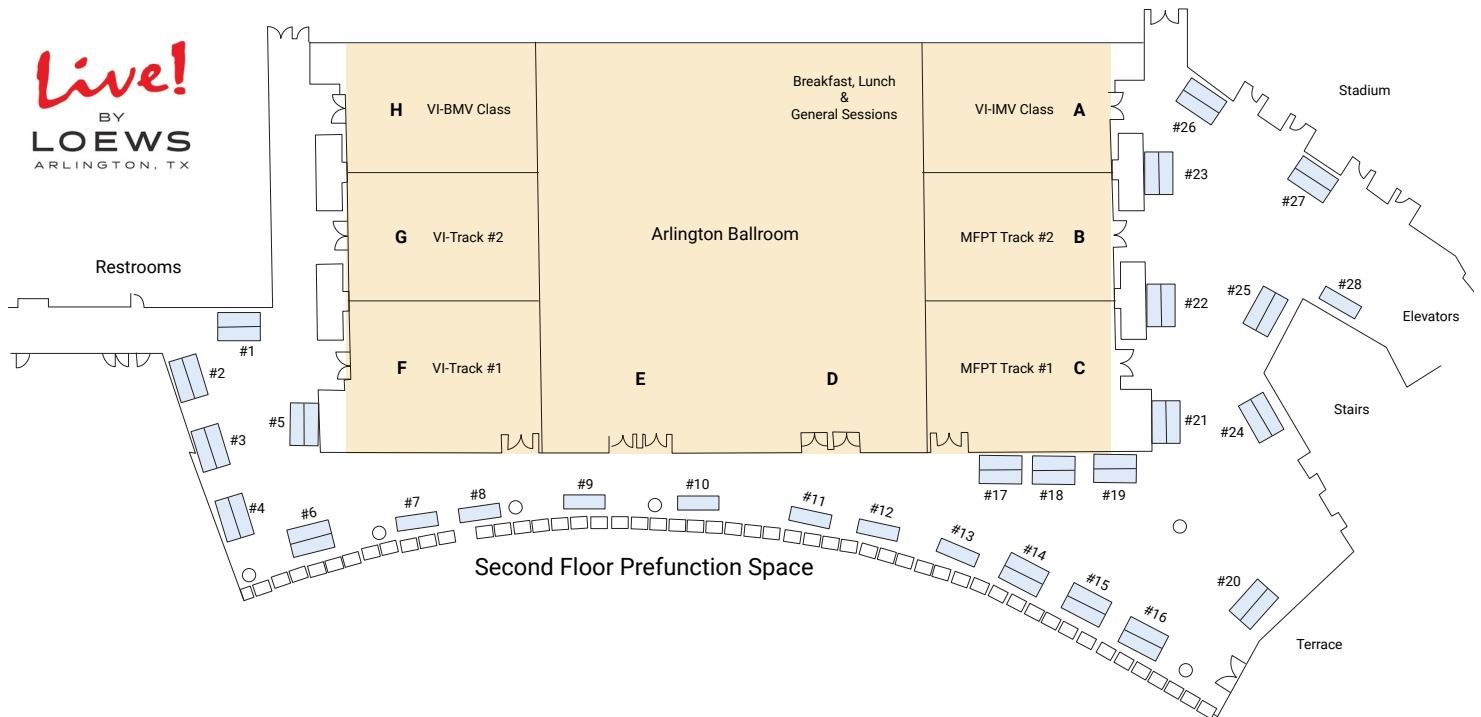 Live!
BY
LOEWS
ARLINGTON, TX
Breakfast, Lunch
&
General Sessions
H VI-BMV Class
VI-IMV Class A
Stadium
#26
#23
#27
G VI-Track #2
Arlington Ballroom
MFPT Track #2 B
Restrooms
#28
#25
#22
Elevators
#1
#2
F VI-Track #1
E
D
MFPT Track #1 C
Stairs
#5
#21
#24
#3
#4
#6
#7
#8
#9
#10
#11
#12
#13
#14
#15
#16
#17
#18
#19
#20
Second Floor Prefunction Space
Terrace